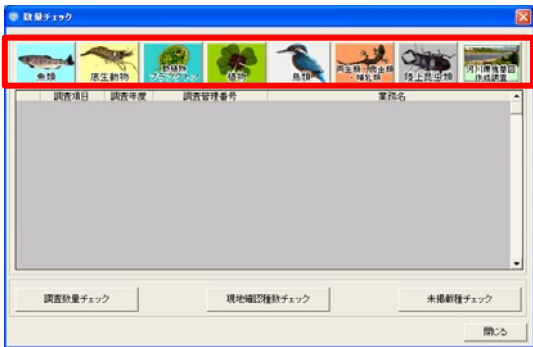 数量チェック
魚類
底生動物
動植物
プランクトン
植物
鳥類
両生類・爬虫類
・哺乳類
陸上昆虫類
河川環境基図
作成調査
調査項目 調査年度 調査管理番号 業務名
調査数量チェック 現地確認種数チェック 未掲載種チェック
閉じる